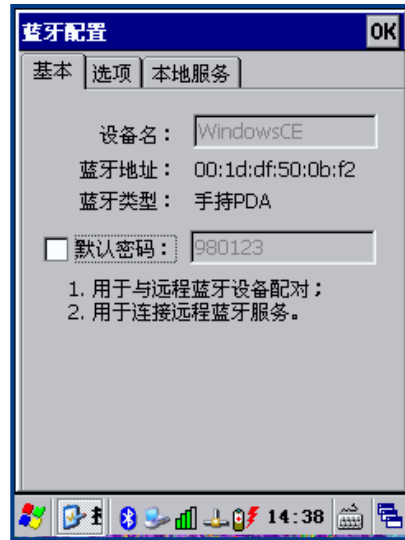 蓝牙配置 OK
基本 选项 本地服务
设备名： WindowsCE
蓝牙地址： 00:1d:df:50:0b:f2
蓝牙类型： 手持PDA
默认密码： 980123
1. 用于与远程蓝牙设备配对；
2. 用于连接远程蓝牙服务。
14:38